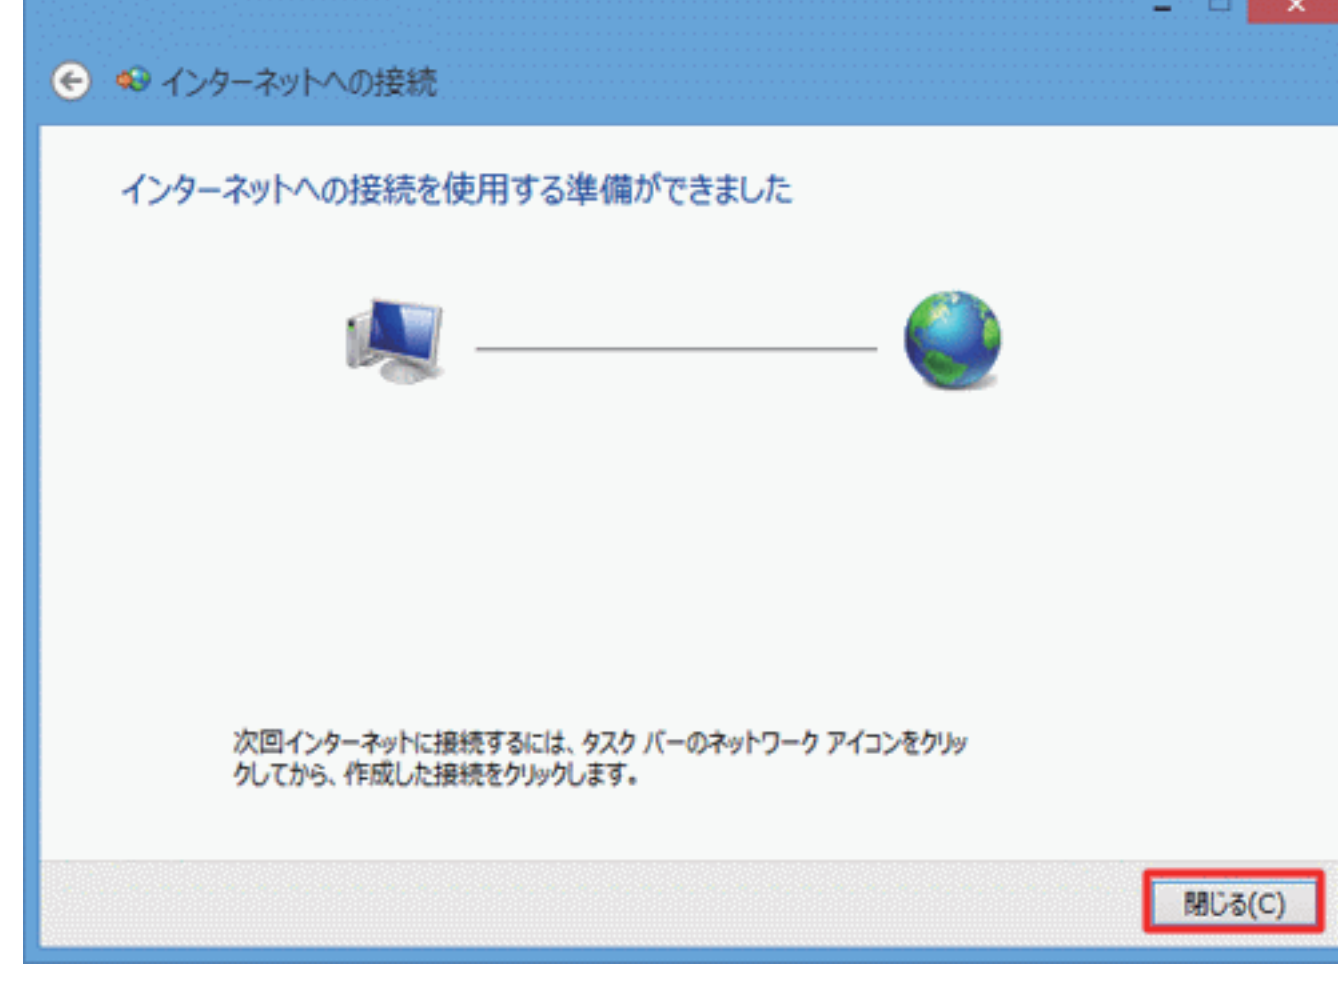 インターネットへの接続
インターネットへの接続を使用する準備ができました
次回インターネットに接続するには、タスク バーのネットワーク アイコンをクリッ
クしてから、作成した接続をクリックします。
閉じる(C)